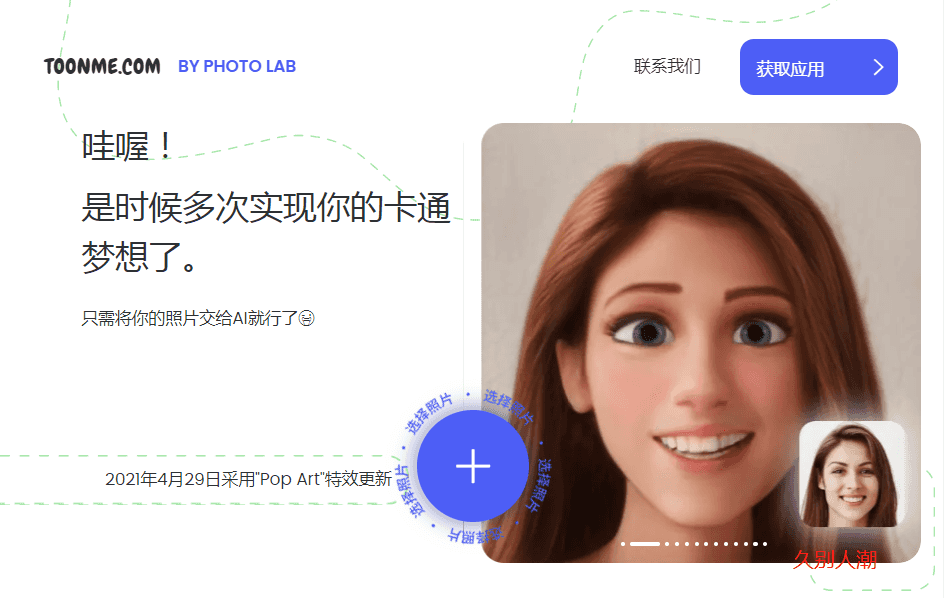 TOONME.COM BY PHOTO LAB
联系我们
获取应用
哇喔！
是时候多次实现你的卡通
梦想了。
只需将你的照片交给AI就行了😄
2021年4月29日采用"Pop Art"特效更新
选择照片 · 选择照片 · 选择照片 · 选择照片 · 选择照片 ·
久别人潮